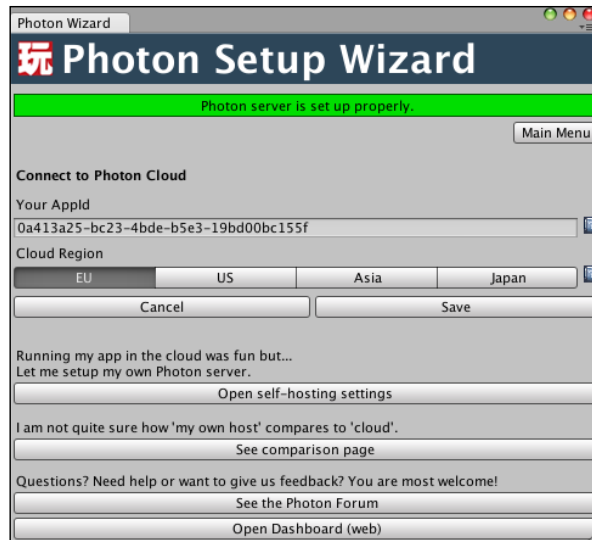 Photon Wizard
玩 Photon Setup Wizard
Photon server is set up properly.
Main Menu
Connect to Photon Cloud
Your AppId
0a413a25-bc23-4bde-b5e3-19bd00bc155f
Cloud Region
EU US Asia Japan
Cancel Save
Running my app in the cloud was fun but...
Let me setup my own Photon server.
Open self-hosting settings
I am not quite sure how 'my own host' compares to 'cloud'.
See comparison page
Questions? Need help or want to give us feedback? You are most welcome!
See the Photon Forum
Open Dashboard (web)